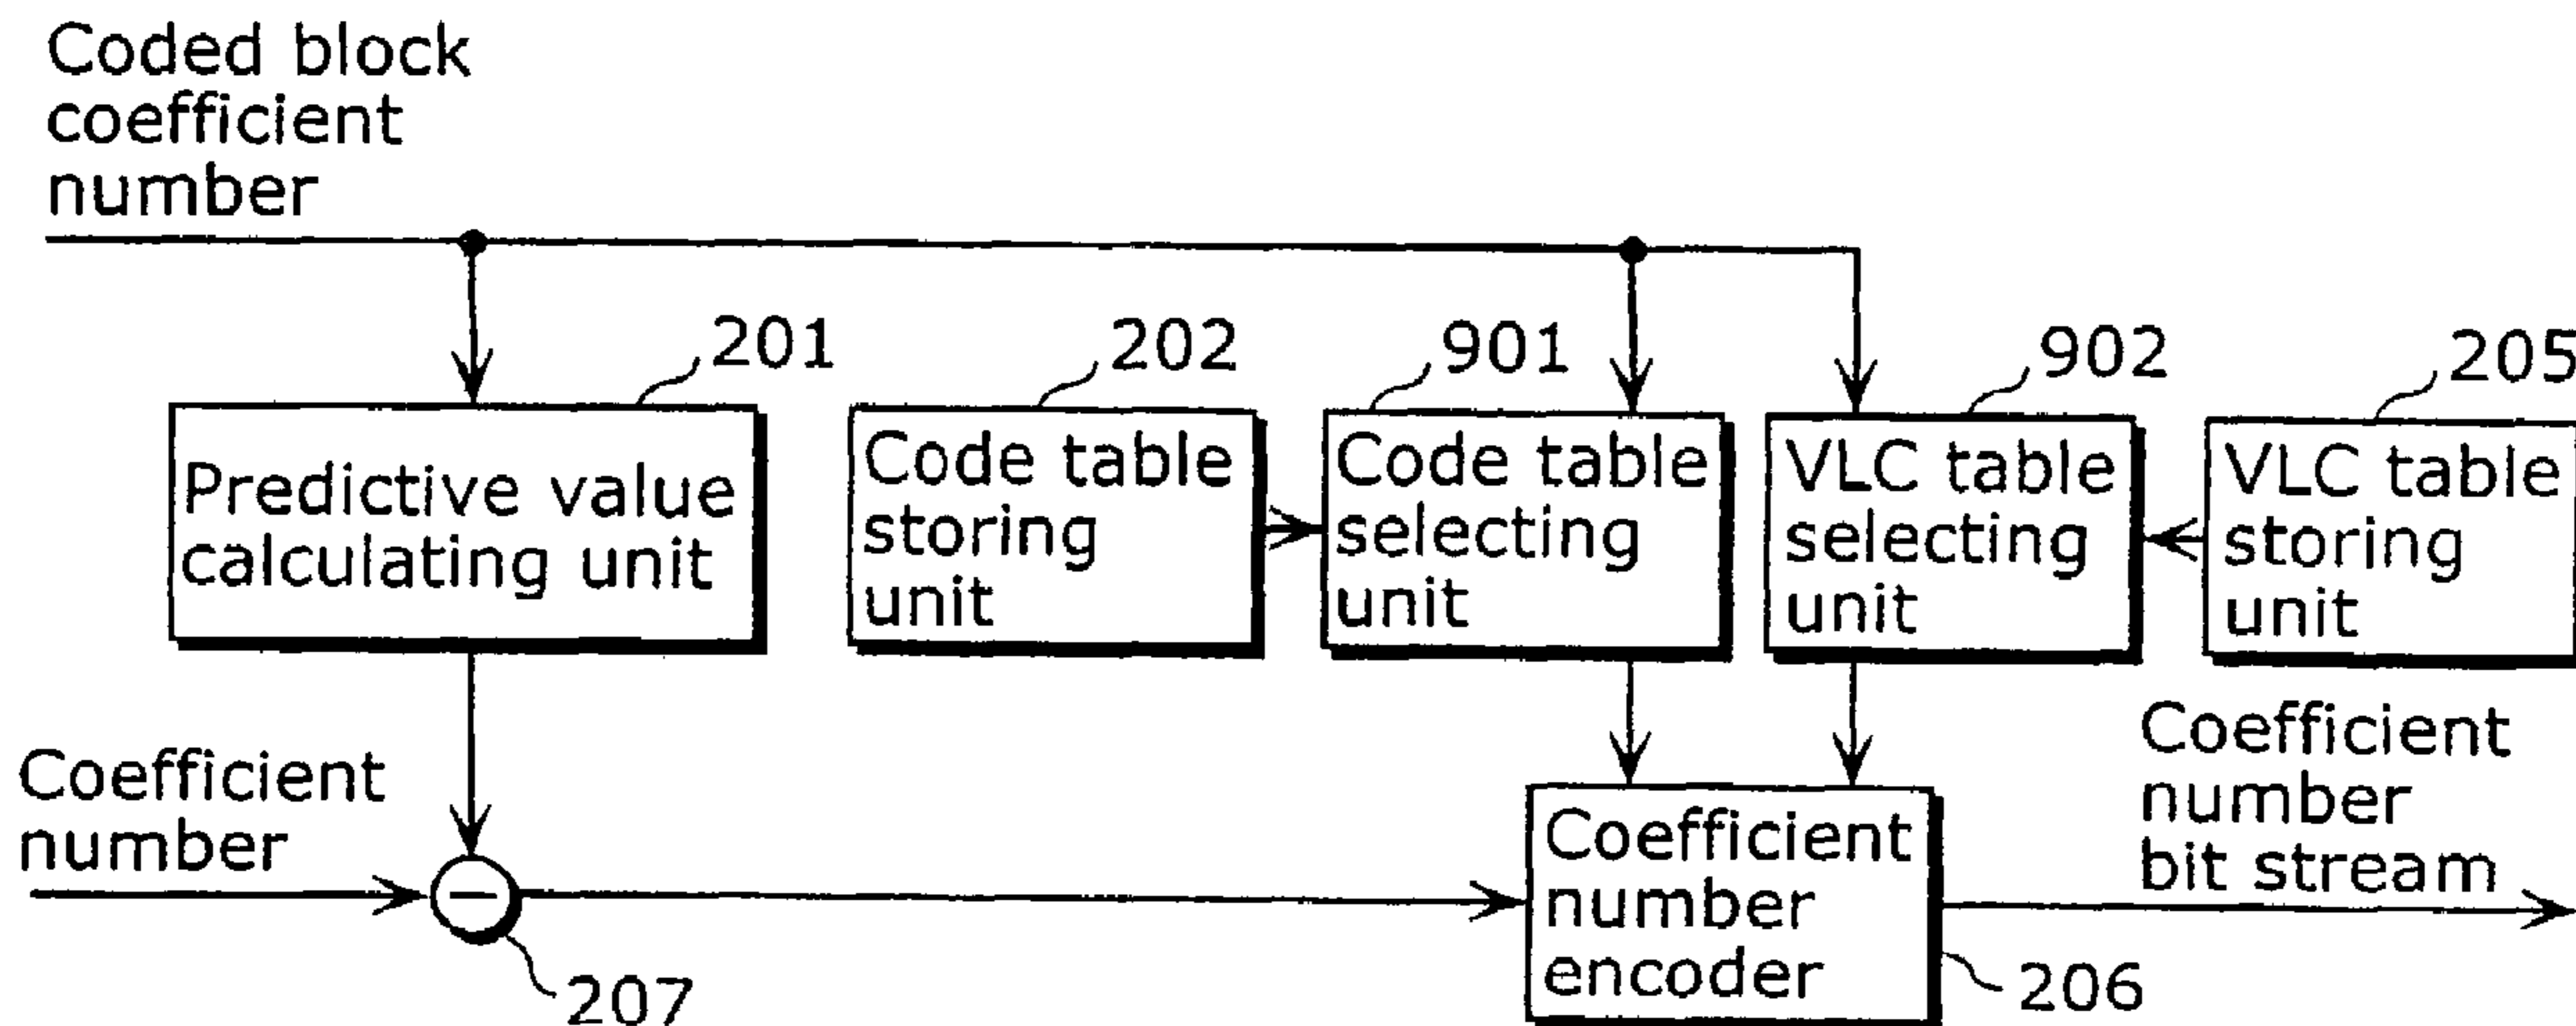 Coded block
coefficient
number
201
202
901
902
205
Predictive value
calculating unit
Code table
storing
unit
Code table
selecting
unit
VLC table
selecting
unit
VLC table
storing
unit
Coefficient
number
207
Coefficient
number
encoder
206
Coefficient
number
bit stream